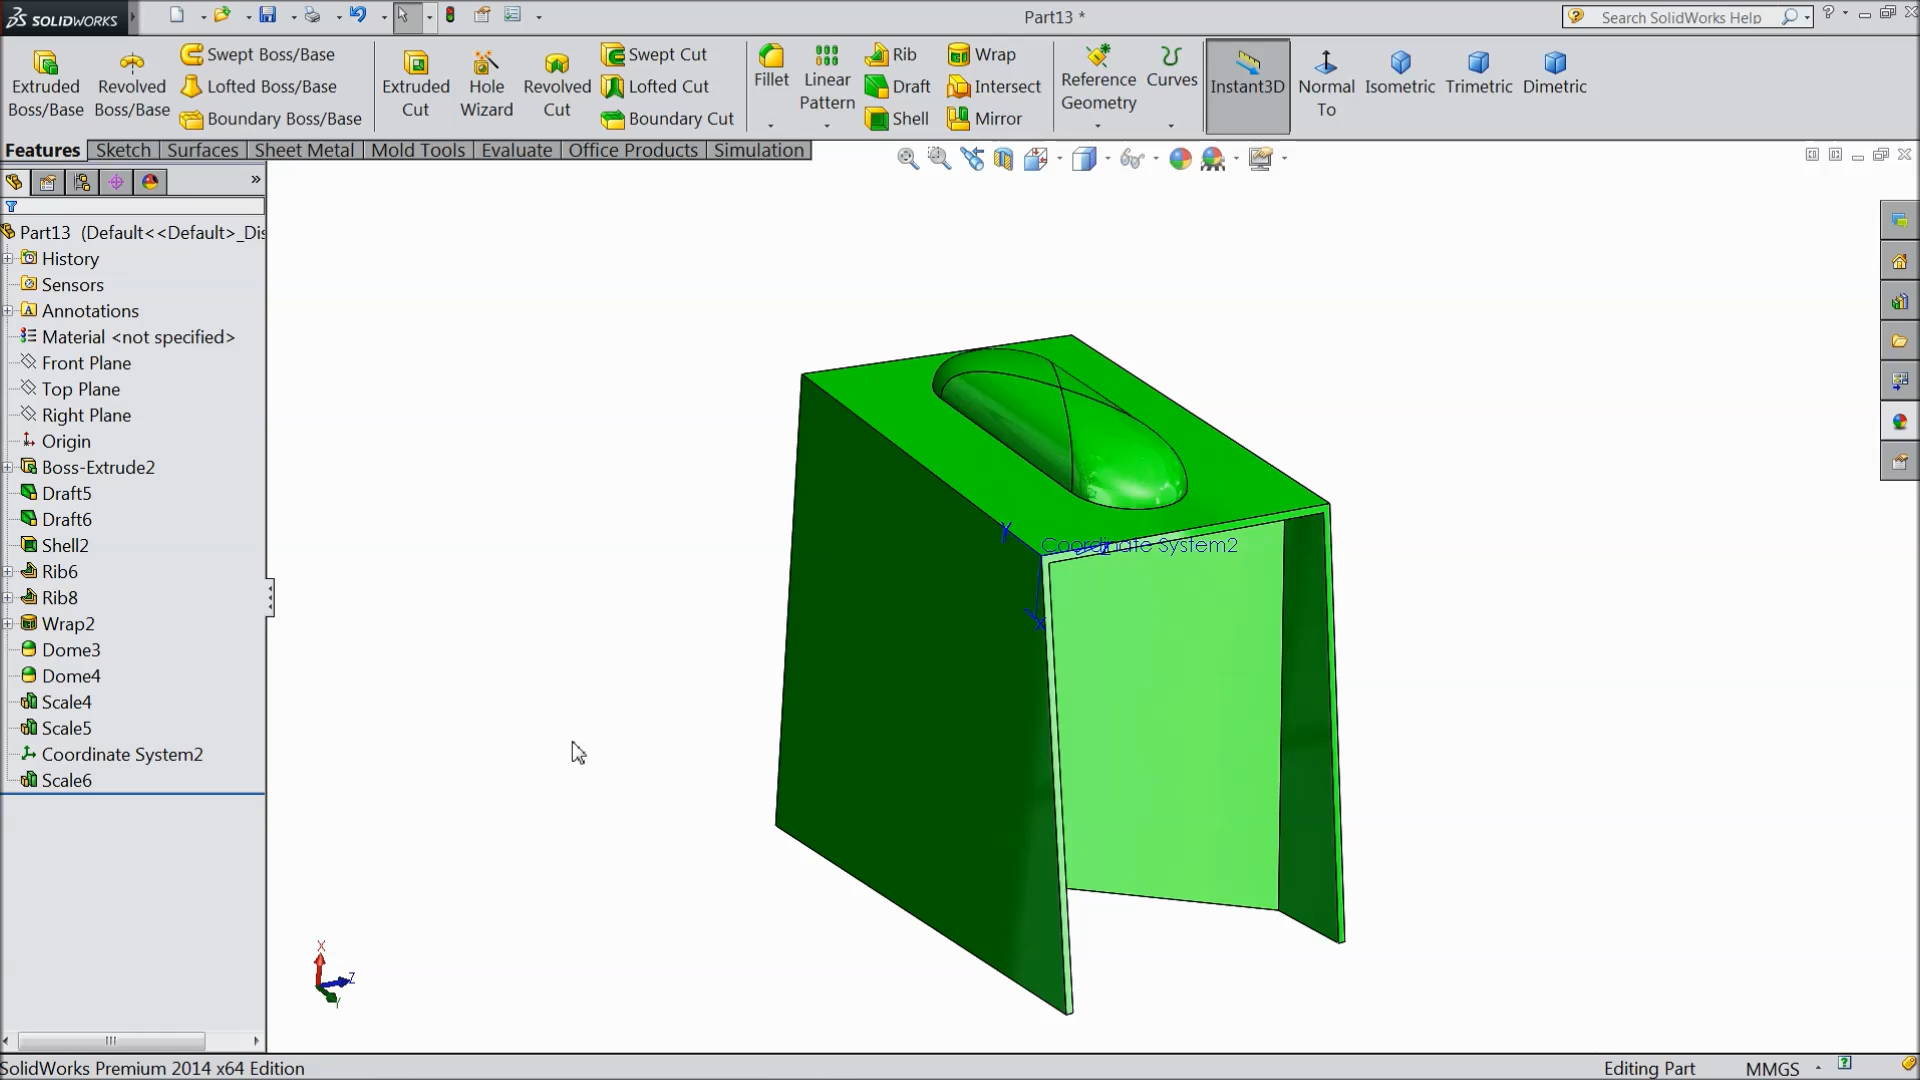 SOLIDWORKS
Part13 *
Search SolidWorks Help
Extruded Boss/Base
Revolved Boss/Base
Swept Boss/Base
Lofted Boss/Base
Boundary Boss/Base
Extruded Cut
Hole Wizard
Revolved Cut
Swept Cut
Lofted Cut
Boundary Cut
Fillet
Linear Pattern
Rib
Draft
Shell
Wrap
Intersect
Mirror
Reference Geometry
Curves
Instant3D
Normal To
Isometric
Trimetric
Dimetric
Features
Sketch
Surfaces
Sheet Metal
Mold Tools
Evaluate
Office Products
Simulation
Part13 (Default<<Default>_Dis
History
Sensors
Annotations
Material <not specified>
Front Plane
Top Plane
Right Plane
Origin
Boss-Extrude2
Draft5
Draft6
Shell2
Rib6
Rib8
Wrap2
Dome3
Dome4
Scale4
Scale5
Coordinate System2
Scale6
Y
Coordinate System2
X
X
Z
Y
SolidWorks Premium 2014 x64 Edition
Editing Part
MMGS